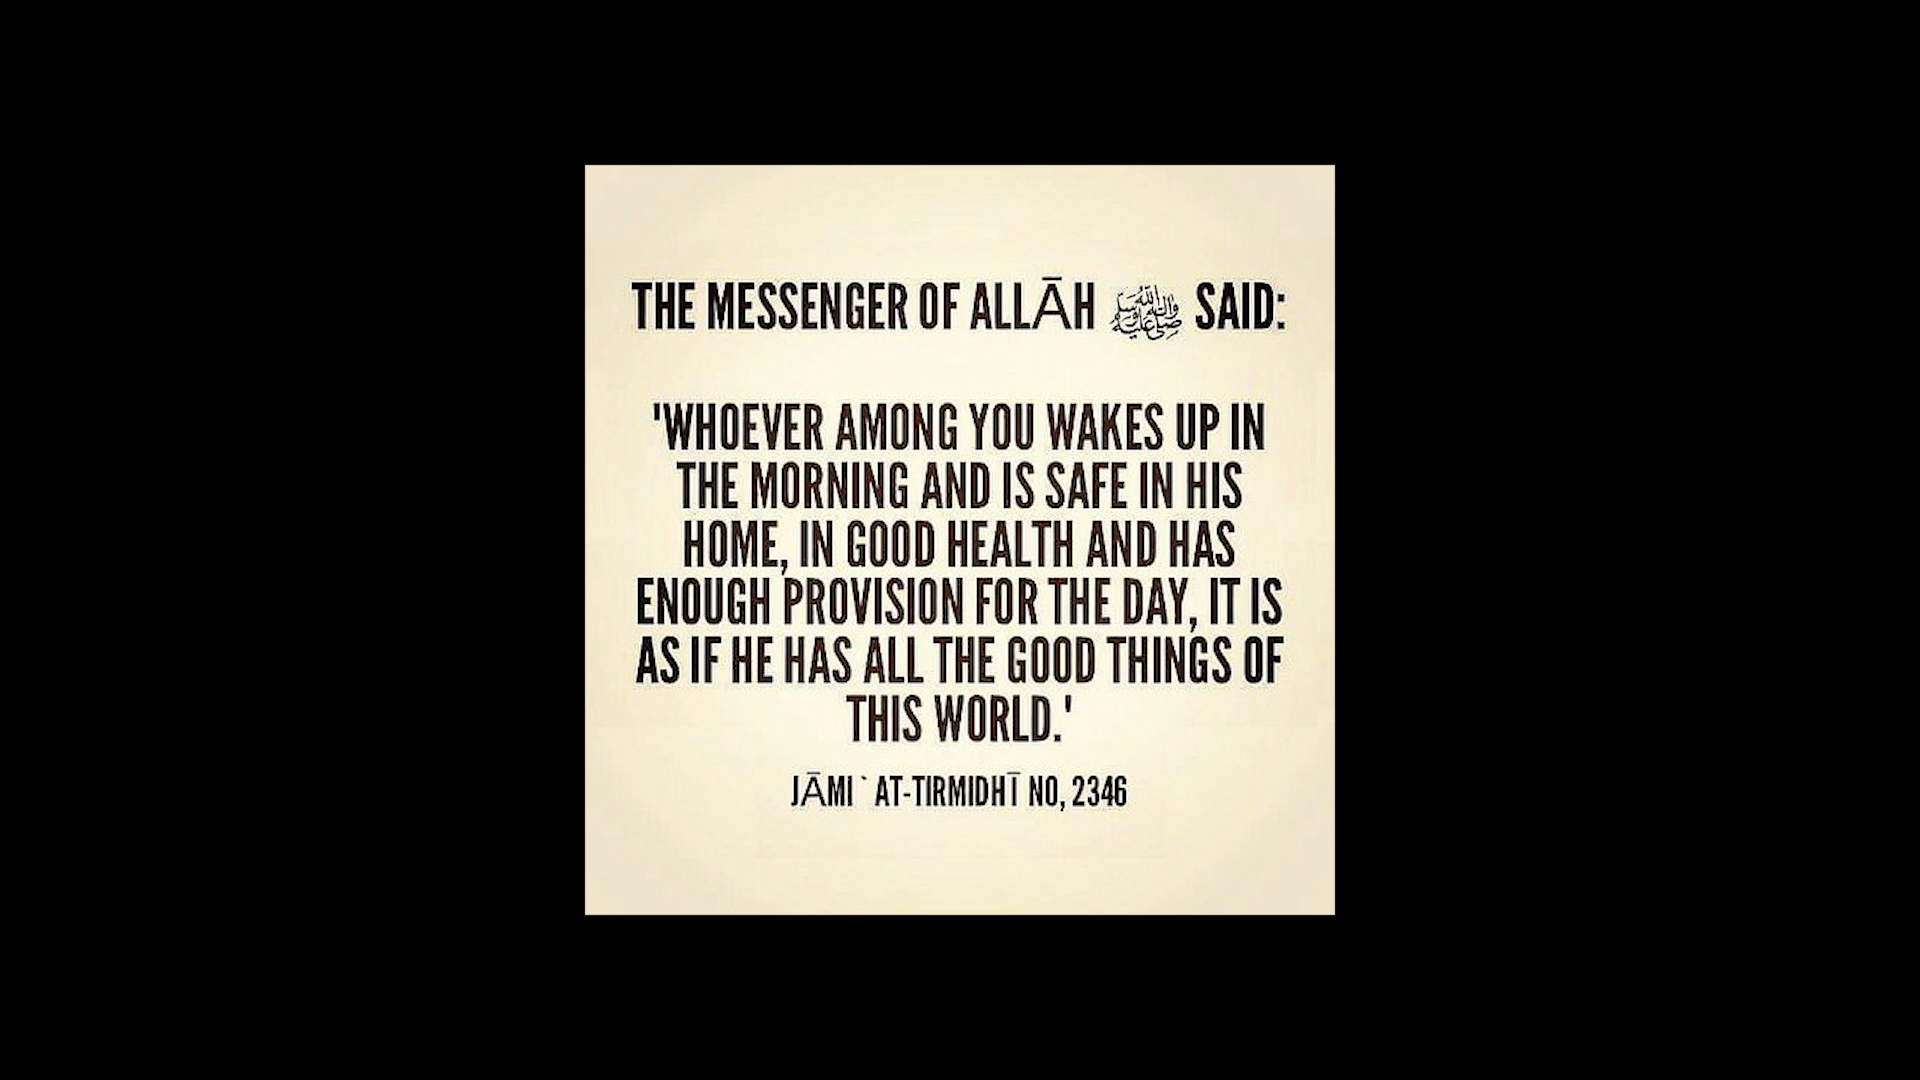 THE MESSENGER OF ALLĀH ﷺ SAID:
'WHOEVER AMONG YOU WAKES UP IN
THE MORNING AND IS SAFE IN HIS
HOME, IN GOOD HEALTH AND HAS
ENOUGH PROVISION FOR THE DAY, IT IS
AS IF HE HAS ALL THE GOOD THINGS OF
THIS WORLD.'
JĀMI` AT-TIRMIDHĪ NO, 2346